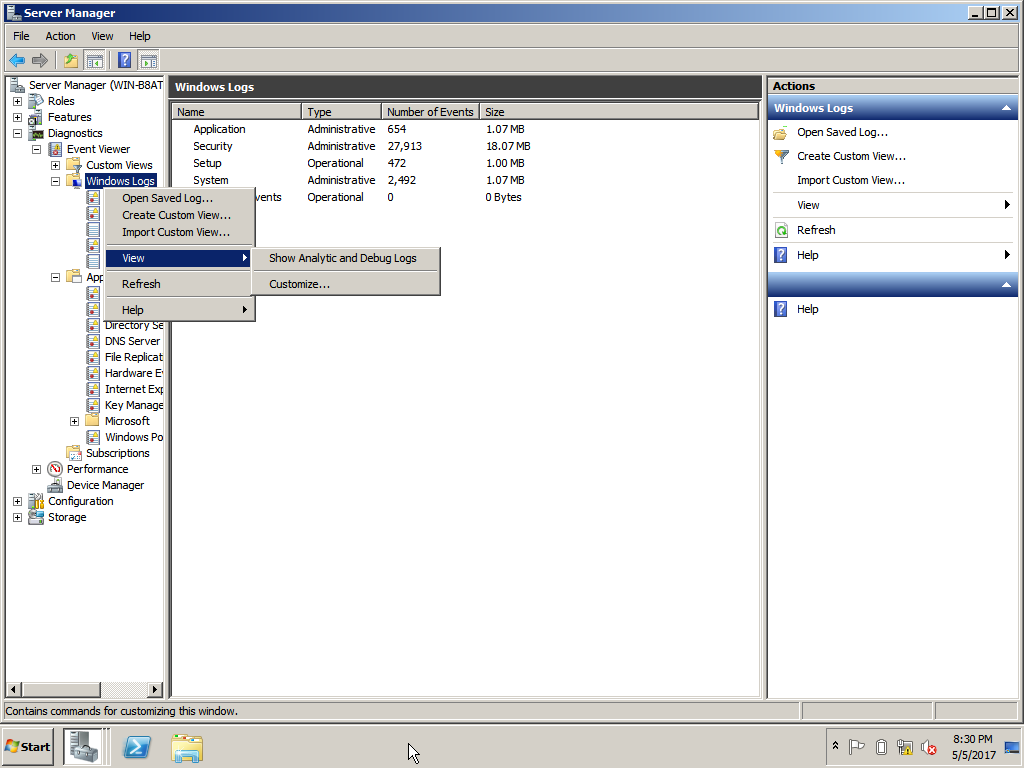 Server Manager
File Action View Help
Server Manager (WIN-B8AT
Roles
Features
Diagnostics
Event Viewer
Custom Views
Windows Logs
App
Directory Se
DNS Server
File Replicat
Hardware E
Internet Exp
Key Manage
Microsoft
Windows Po
Subscriptions
Performance
Device Manager
Configuration
Storage
Open Saved Log...
Create Custom View...
Import Custom View...
View
Refresh
Help
Show Analytic and Debug Logs
Customize...
Windows Logs
Name Type Number of Events Size
Application Administrative 654 1.07 MB
Security Administrative 27,913 18.07 MB
Setup Operational 472 1.00 MB
System Administrative 2,492 1.07 MB
vents Operational 0 0 Bytes
Actions
Windows Logs
Open Saved Log...
Create Custom View...
Import Custom View...
View
Refresh
Help
Help
Contains commands for customizing this window.
Start
8:30 PM
5/5/2017